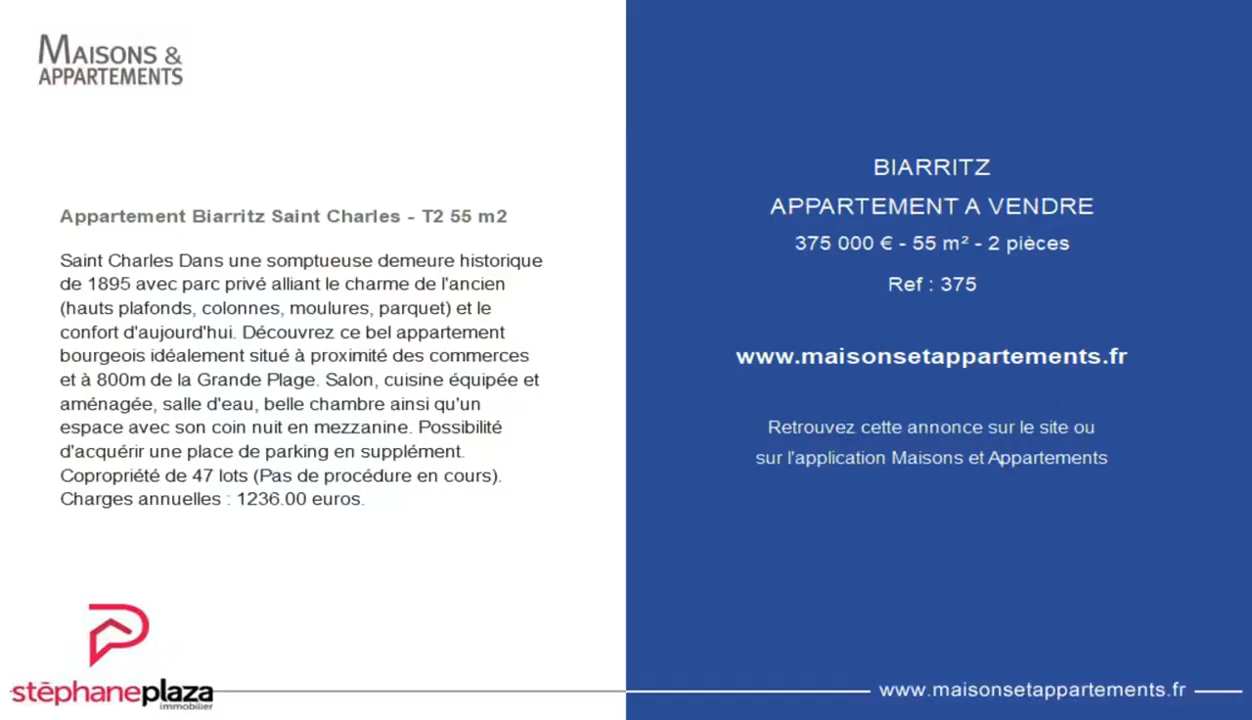 MAISONS &
APPARTEMENTS
Appartement Biarritz Saint Charles - T2 55 m2
Saint Charles Dans une somptueuse demeure historique
de 1895 avec parc privé alliant le charme de l'ancien
(hauts plafonds, colonnes, moulures, parquet) et le
confort d'aujourd'hui. Découvrez ce bel appartement
bourgeois idéalement situé à proximité des commerces
et à 800m de la Grande Plage. Salon, cuisine équipée et
aménagée, salle d'eau, belle chambre ainsi qu'un
espace avec son coin nuit en mezzanine. Possibilité
d'acquérir une place de parking en supplément.
Copropriété de 47 lots (Pas de procédure en cours).
Charges annuelles : 1236.00 euros.
stéphaneplaza
immobilier
BIARRITZ
APPARTEMENT A VENDRE
375 000 € - 55 m² - 2 pièces
Ref : 375
www.maisonsetappartements.fr
Retrouvez cette annonce sur le site ou
sur l'application Maisons et Appartements
www.maisonsetappartements.fr